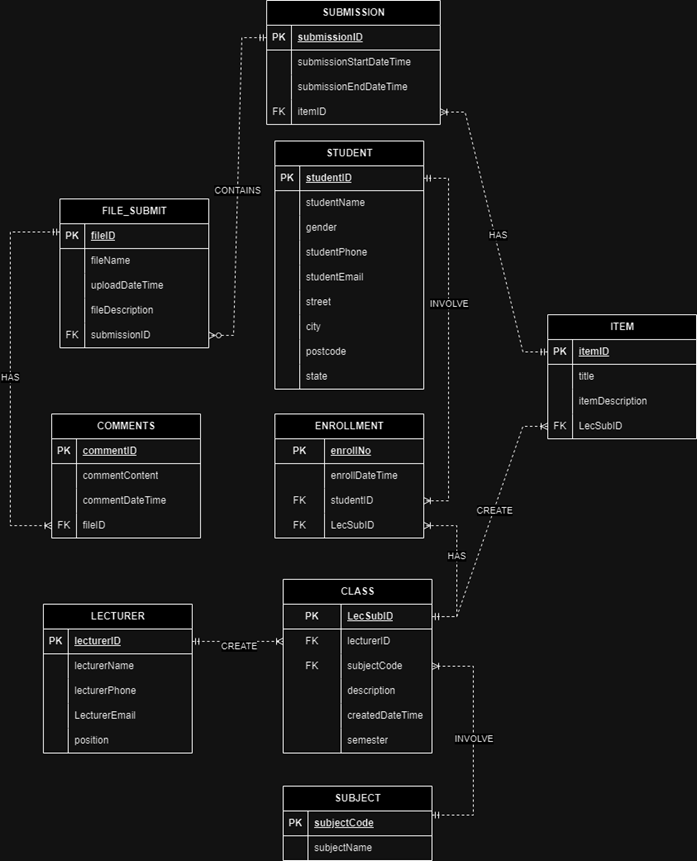 SUBMISSION
PK submissionID
submissionStartDateTime
submissionEndDateTime
FK itemID
CONTAINS
HAS
STUDENT
PK studentID
studentName
gender
studentPhone
studentEmail
street
city
postcode
state
INVOLVE
FILE_SUBMIT
PK fileID
fileName
uploadDateTime
fileDescription
FK submissionID
HAS
ITEM
PK itemID
title
itemDescription
FK LecSubID
COMMENTS
PK commentID
commentContent
commentDateTime
FK fileID
ENROLLMENT
PK enrollNo
enrollDateTime
FK studentID
FK LecSubID
CREATE
HAS
CLASS
PK LecSubID
FK lecturerID
FK subjectCode
description
createdDateTime
semester
LECTURER
PK lecturerID
lecturerName
lecturerPhone
LecturerEmail
position
CREATE
INVOLVE
SUBJECT
PK subjectCode
subjectName